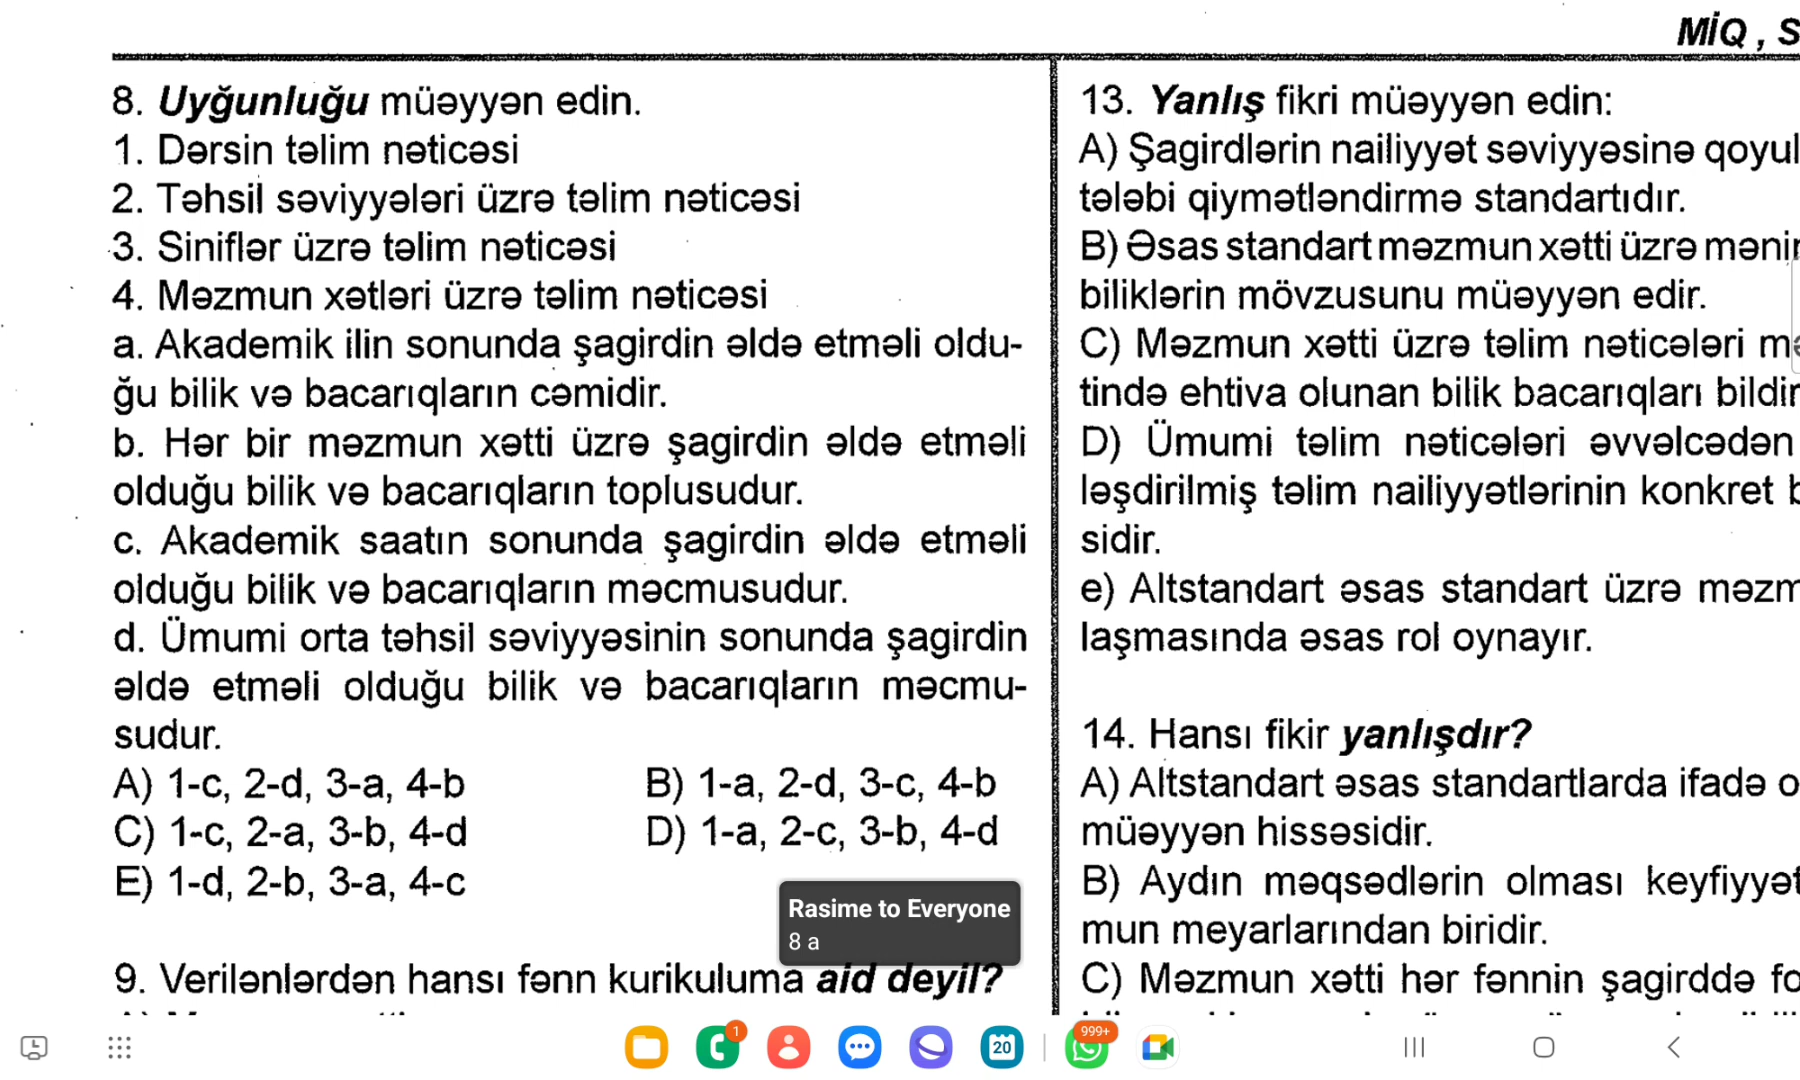 MİQ , S
8. Uyğunluğu müəyyən edin.
1. Dərsin təlim nəticəsi
2. Təhsil səviyyələri üzrə təlim nəticəsi
3. Siniflər üzrə təlim nəticəsi
4. Məzmun xətləri üzrə təlim nəticəsi
a. Akademik ilin sonunda şagirdin əldə etməli oldu-
ğu bilik və bacarıqların cəmidir.
b. Hər bir məzmun xətti üzrə şagirdin əldə etməli
olduğu bilik və bacarıqların toplusudur.
c. Akademik saatın sonunda şagirdin əldə etməli
olduğu bilik və bacarıqların məcmusudur.
d. Ümumi orta təhsil səviyyəsinin sonunda şagirdin
əldə etməli olduğu bilik və bacarıqların məcmu-
sudur.
A) 1-c, 2-d, 3-a, 4-b B) 1-a, 2-d, 3-c, 4-b
C) 1-c, 2-a, 3-b, 4-d D) 1-a, 2-c, 3-b, 4-d
E) 1-d, 2-b, 3-a, 4-c
Rasime to Everyone
8 a
9. Verilənlərdən hansı fənn kurikuluma aid deyil?
13. Yanlış fikri müəyyən edin:
A) Şagirdlərin nailiyyət səviyyəsinə qoyul
tələbi qiymətləndirmə standartıdır.
B) Əsas standart məzmun xətti üzrə mənim
biliklərin mövzusunu müəyyən edir.
C) Məzmun xətti üzrə təlim nəticələri mə
tində ehtiva olunan bilik bacarıqları bildir
D) Ümumi təlim nəticələri əvvəlcədən
ləşdirilmiş təlim nailiyyətlərinin konkret b
sidir.
e) Altstandart əsas standart üzrə məzm
laşmasında əsas rol oynayır.
14. Hansı fikir yanlışdır?
A) Altstandart əsas standartlarda ifadə o
müəyyən hissəsidir.
B) Aydın məqsədlərin olması keyfiyyət
mun meyarlarından biridir.
C) Məzmun xətti hər fənnin şagirddə fo
1
20
999+